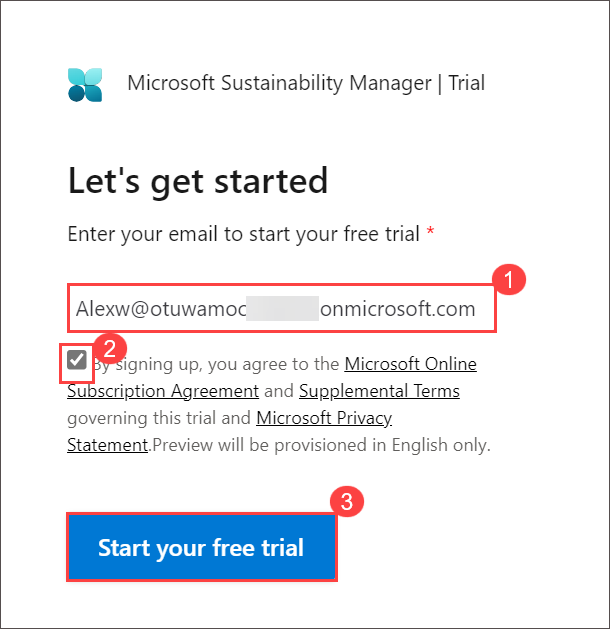 Microsoft Sustainability Manager | Trial
Let's get started
Enter your email to start your free trial *
1
Alexw@otuwamoc onmicrosoft.com
2
By signing up, you agree to the Microsoft Online
Subscription Agreement and Supplemental Terms
governing this trial and Microsoft Privacy
Statement.Preview will be provisioned in English only.
3
Start your free trial